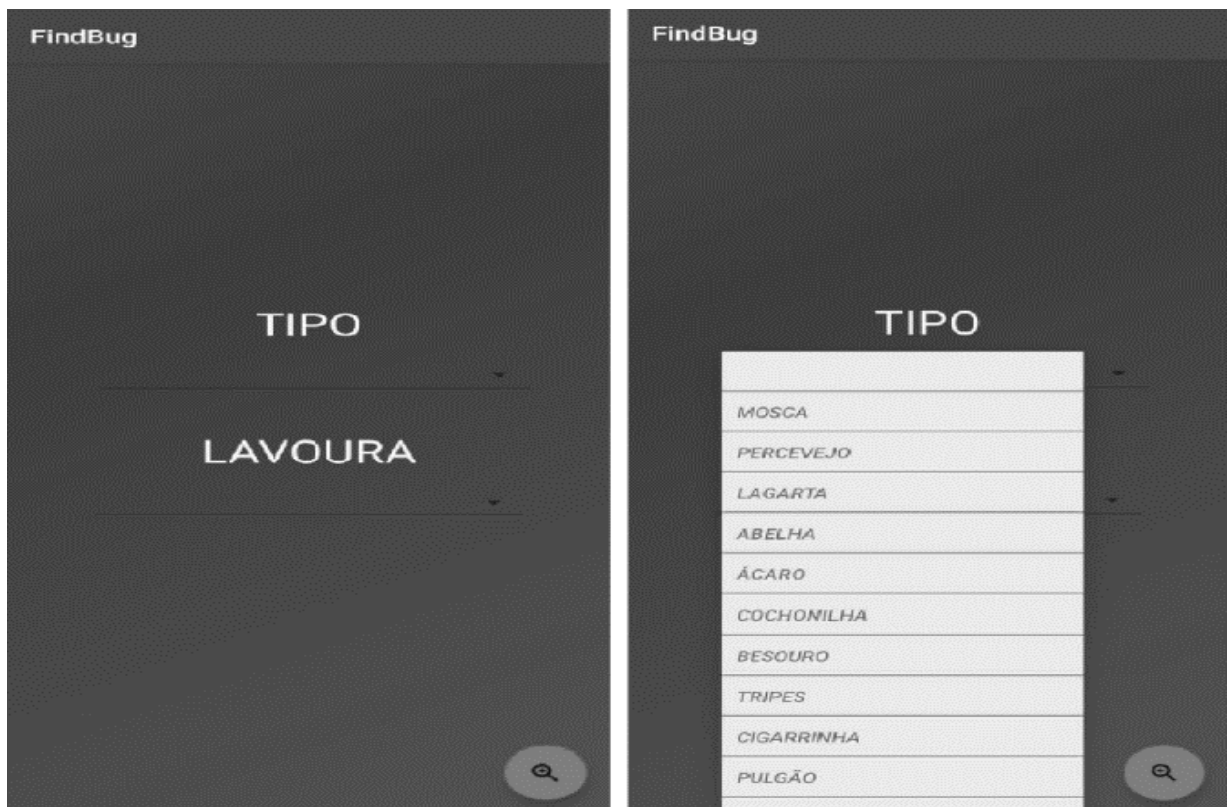 FindBug
TIPO
LAVOURA
FindBug
TIPO
MOSCA
PERCEVEJO
LAGARTA
ABELHA
ÁCARO
COCHONILHA
BESOURO
TRIPES
CIGARRINHA
PULGÃO